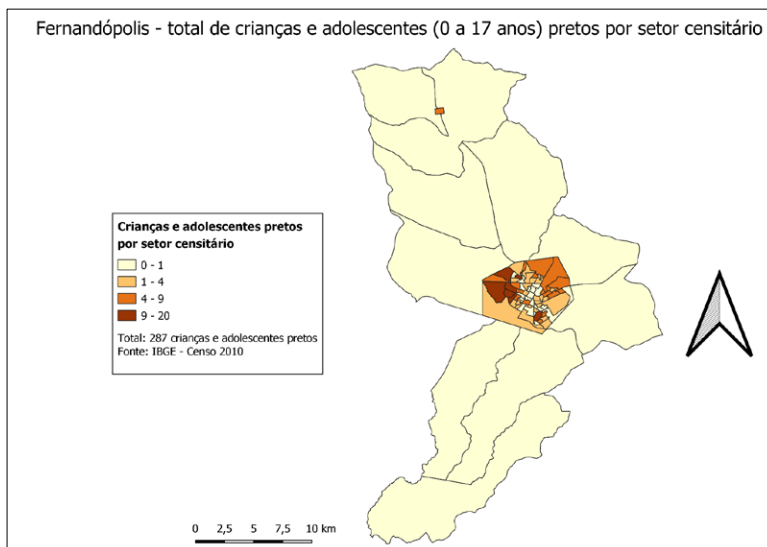 Fernandópolis - total de crianças e adolescentes (0 a 17 anos) pretos por setor censitário
Crianças e adolescentes pretos
por setor censitário
0 - 1
1 - 4
4 - 9
9 - 20
Total: 287 crianças e adolescentes pretos
Fonte: IBGE - Censo 2010
0 2,5 5 7,5 10 km